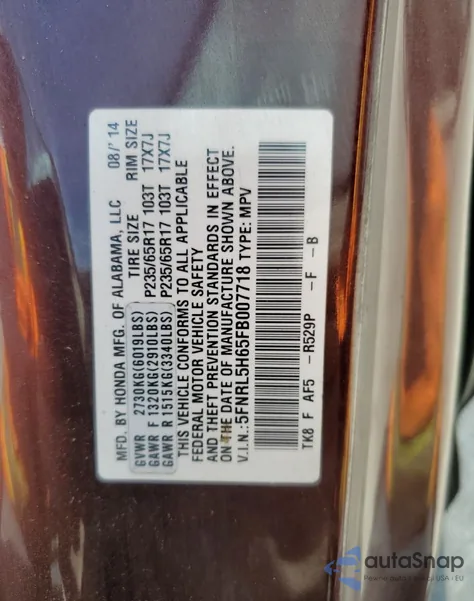 MFD. BY HONDA MFG. OF ALABAMA, LLC 08/'14
TIRE SIZE RIM SIZE
GVWR 2730KG(6019LBS)
GAWR F 1320KG(2910LBS) P235/65R17 103T 17X7J
GAWR R 1515KG(3340LBS) P235/65R17 103T 17X7J
THIS VEHICLE CONFORMS TO ALL APPLICABLE
FEDERAL MOTOR VEHICLE SAFETY
AND THEFT PREVENTION STANDARDS IN EFFECT
ON THE DATE OF MANUFACTURE SHOWN ABOVE.
V.I.N.: 5FNRL5H65FB007718 TYPE: MPV
TK8 F AF5 -R529P -F -B
autaSnap
USA i EU